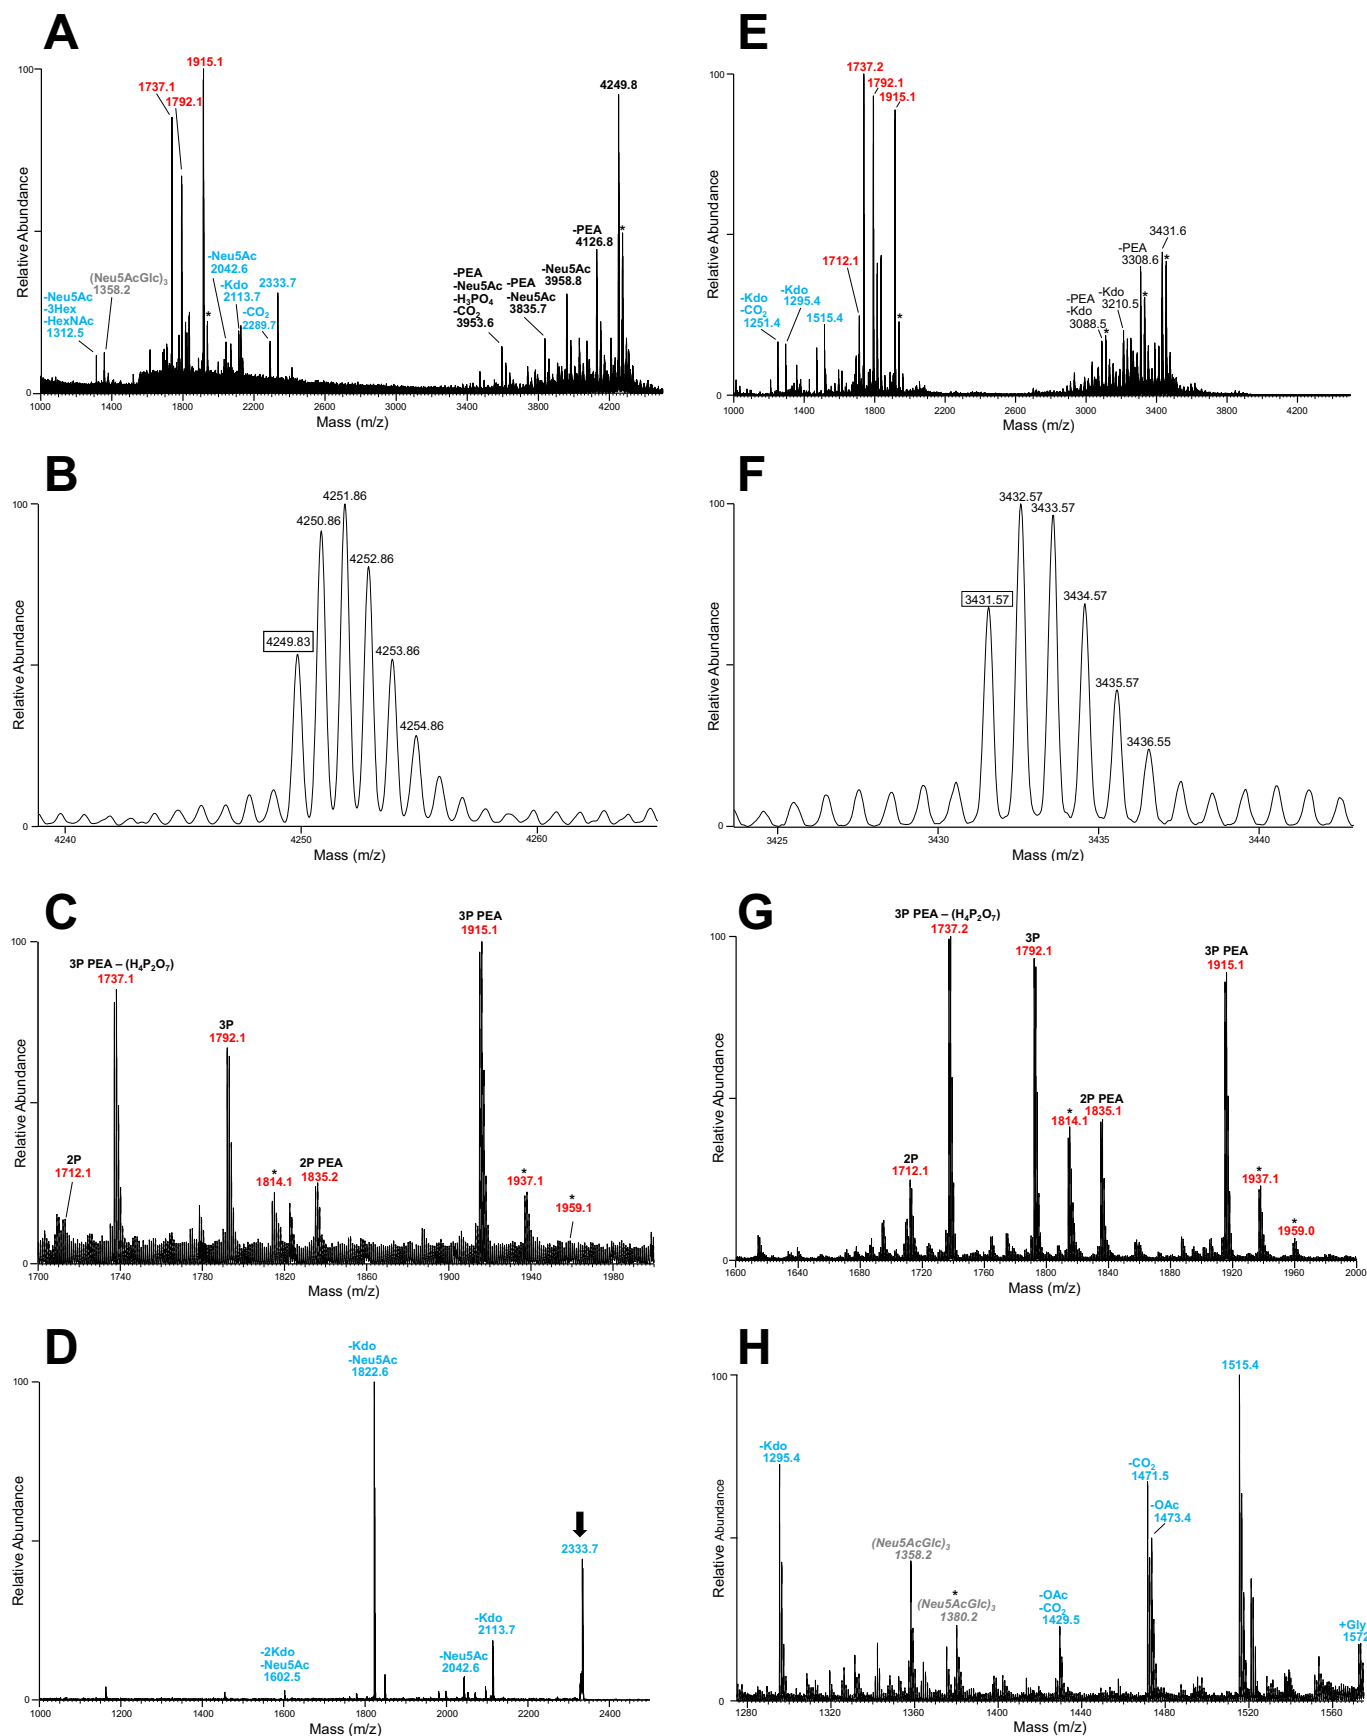 A
Relative Abundance
100
0
1737.1
1792.1
1915.1
-Neu5Ac
-3Hex
-HexNAc
1312.5
(Neu5AcGlc)3
1358.2
*
-Neu5Ac
2042.6
-Kdo
2113.7
-CO2
2289.7
2333.7
-PEA
-Neu5Ac
-H3PO4
-CO2
3953.6
-PEA
-Neu5Ac
3835.7
-Neu5Ac
3958.8
-PEA
4126.8
4249.8
*
1000 1400 1800 2200 2600 3000 3400 3800 4200
Mass (m/z)
E
Relative Abundance
100
0
1737.2
1792.1
1915.1
1712.1
-Kdo
-CO2
1251.4
-Kdo
1295.4
1515.4
*
-PEA
-Kdo
3088.5
*
-Kdo
3210.5
-PEA
3308.6
*
3431.6
*
1000 1400 1800 2200 2600 3000 3400 3800 4200
Mass (m/z)
B
Relative Abundance
100
0
4249.83
4250.86
4251.86
4252.86
4253.86
4254.86
4240 4250 4260
Mass (m/z)
F
Relative Abundance
100
0
3431.57
3432.57
3433.57
3434.57
3435.57
3436.55
3425 3430 3435 3440
Mass (m/z)
C
Relative Abundance
100
0
2P
1712.1
3P PEA – (H4P2O7)
1737.1
3P
1792.1
*
1814.1
2P PEA
1835.2
3P PEA
1915.1
*
1937.1
*
1959.1
1700 1740 1780 1820 1860 1900 1940 1980
Mass (m/z)
G
Relative Abundance
100
0
2P
1712.1
3P PEA – (H4P2O7)
1737.2
3P
1792.1
*
1814.1
2P PEA
1835.1
3P PEA
1915.1
*
1937.1
*
1959.0
1600 1640 1680 1720 1760 1800 1840 1880 1920 1960 2000
Mass (m/z)
D
Relative Abundance
100
0
-2Kdo
-Neu5Ac
1602.5
-Kdo
-Neu5Ac
1822.6
-Neu5Ac
2042.6
-Kdo
2113.7
2333.7
1000 1200 1400 1600 1800 2000 2200 2400
Mass (m/z)
H
Relative Abundance
100
0
-Kdo
1295.4
(Neu5AcGlc)3
1358.2
*
(Neu5AcGlc)3
1380.2
-OAc
-CO2
1429.5
-CO2
1471.5
-OAc
1473.4
1515.4
+Gly
1572
1280 1320 1360 1400 1440 1480 1520 1560
Mass (m/z)